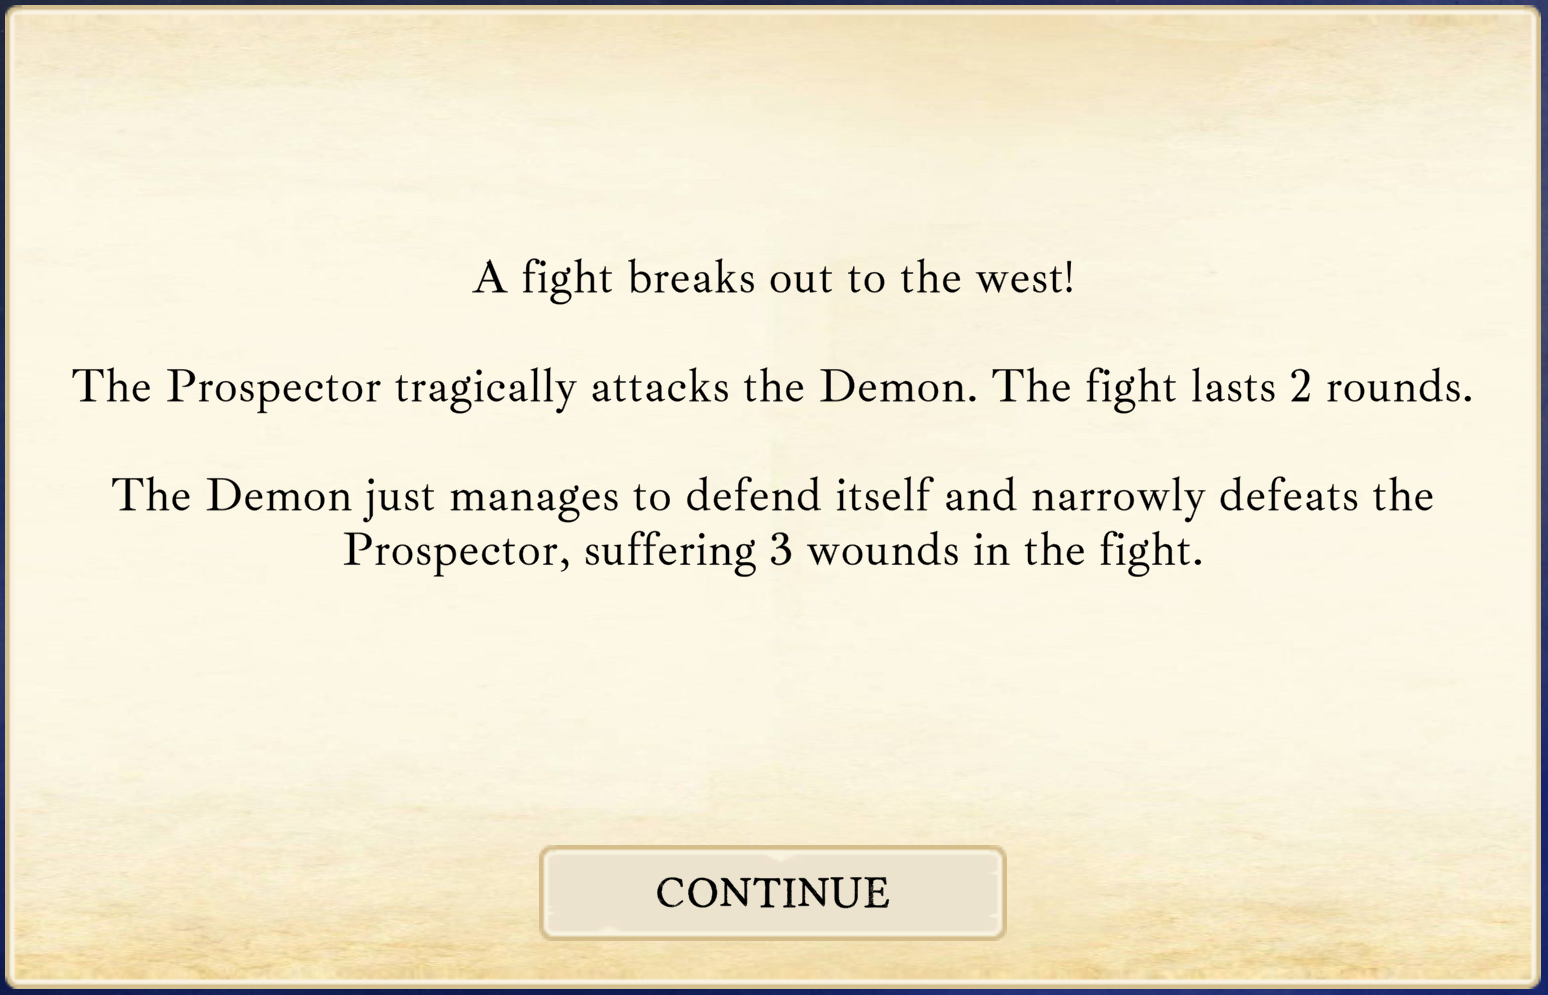 A fight breaks out to the west!
The Prospector tragically attacks the Demon. The fight lasts 2 rounds.
The Demon just manages to defend itself and narrowly defeats the
Prospector, suffering 3 wounds in the fight.
CONTINUE